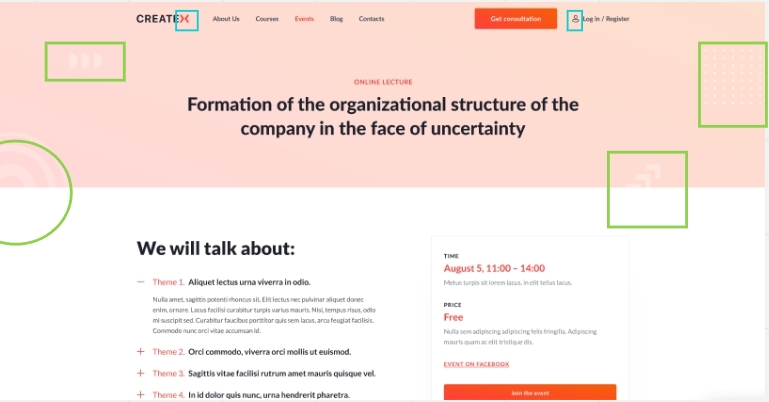 CREATEX
About Us
Courses
Events
Blog
Contacts
Get consultation
Log in / Register
ONLINE LECTURE
Formation of the organizational structure of the
company in the face of uncertainty
We will talk about:
Theme 1. Aliquet lectus urna viverra in odio.
Nulla amet, sagittis potenti rhoncus sit. Elit lectus nec pulvinar aliquet donec
enim, ornare. Lacus facilisi curabitur turpis varius mauris. Nisi, tempus risus, odio
mi suscipit sed. Curabitur faucibus porttitor quis sem lacus, arcu feugiat facilisis.
Commodo nunc orci vitae accumsan id.
Theme 2. Orci commodo, viverra orci mollis ut euismod.
Theme 3. Sagittis vitae facilisi rutrum amet mauris quisque vel.
Theme 4. In id dolor quis nunc, urna hendrerit pharetra.
TIME
August 5, 11:00 – 14:00
Metus turpis sit lorem lacus, in elit tellus lacus.
PRICE
Free
Nulla sem adipiscing adipiscing felis fringilla. Adipiscing
mauris quam ac elit tristique dis.
EVENT ON FACEBOOK
Join the event